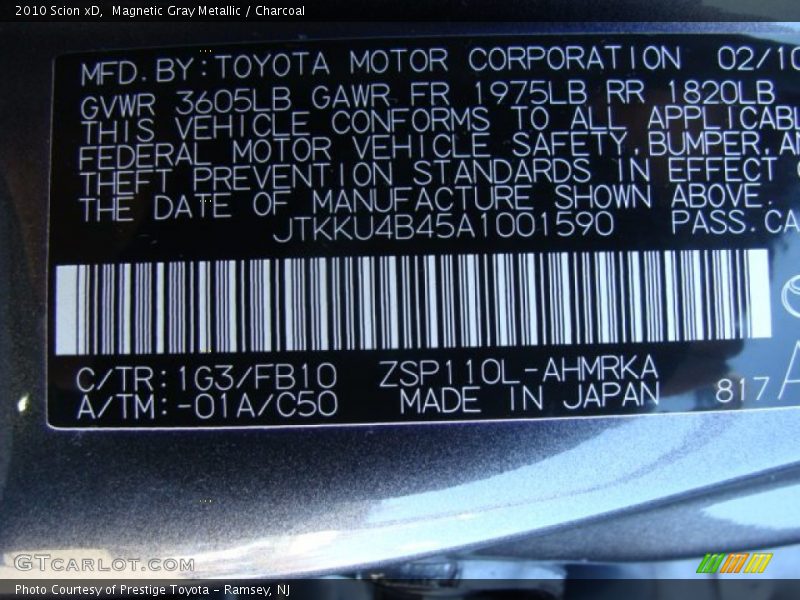 2010 Scion xD, Magnetic Gray Metallic / Charcoal
MFD. BY: TOYOTA MOTOR CORPORATION 02/10
GVWR 3605LB GAWR FR 1975LB RR 1820LB
THIS VEHICLE CONFORMS TO ALL
FEDERAL MOTOR VEHICLE SAFETY, BUMPER,
THEFT PREVENTION STANDARDS IN EFFECT
THE DATE OF MANUFACTURE SHOWN ABOVE.
JTKKU4B45A1001590 PASS.
C/TR: 1G3/FB10 ZSP110L-AHMRKA
A/TM: -01A/C50 MADE IN JAPAN 817
GTCARLOT.COM
Photo Courtesy of Prestige Toyota - Ramsey, NJ